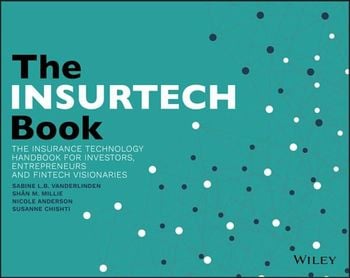 The
INSURTECH
Book
THE INSURANCE TECHNOLOGY
HANDBOOK FOR INVESTORS,
ENTREPRENEURS
AND FINTECH VISIONARIES
SABINE L.B. VANDERLINDEN
SHÂN M. MILLIE
NICOLE ANDERSON
SUSANNE CHISHTI
WILEY